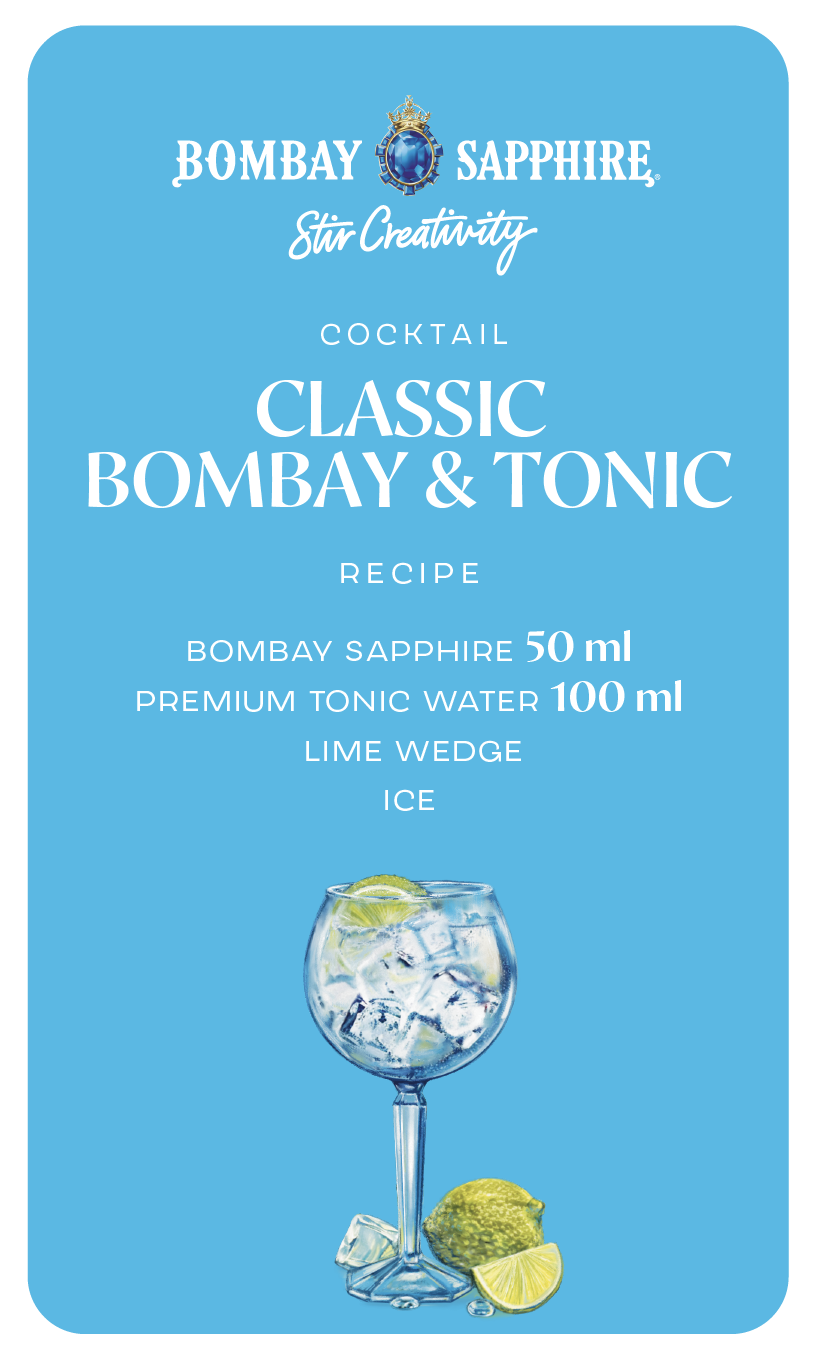 BOMBAY SAPPHIRE®
Stir Creativity
COCKTAIL
CLASSIC
BOMBAY & TONIC
RECIPE
BOMBAY SAPPHIRE 50 ml
PREMIUM TONIC WATER 100 ml
LIME WEDGE
ICE